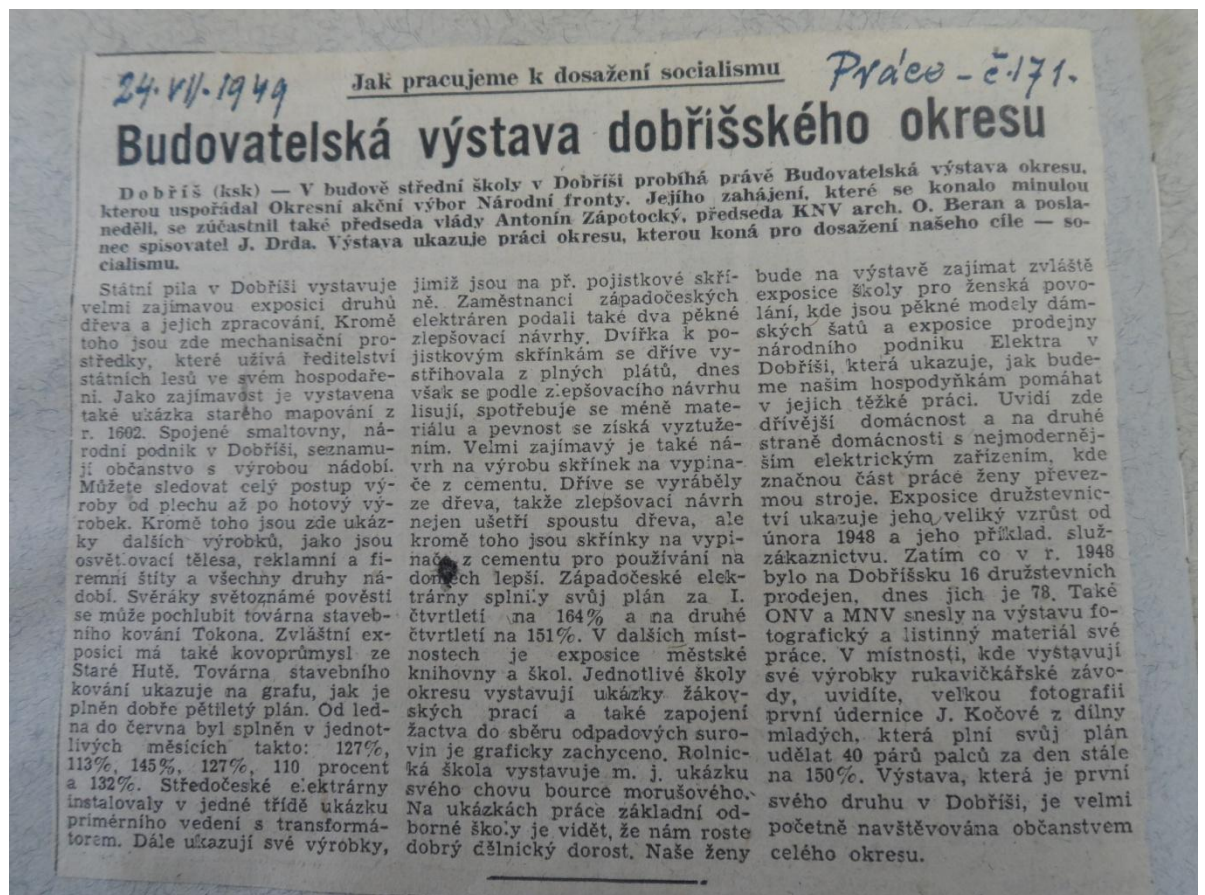 24.VII.1949
Jak pracujeme k dosažení socialismu
Práce - č.171.
Budovatelská výstava dobříšského okresu
Dobříš (ksk) — V budově střední školy v Dobříši probíhá právě Budovatelská výstava okresu,
kterou uspořádal Okresní akční výbor Národní fronty. Jejího zahájení, které se konalo minulou
neděli, se zúčastnil také předseda vlády Antonín Zápotocký, předseda KNV arch. O. Beran a posla-
nec spisovatel J. Drda. Výstava ukazuje práci okresu, kterou koná pro dosažení našeho cíle — so-
cialismu.
Státní pila v Dobříši vystavuje
velmi zajímavou exposici druhů
dřeva a jejich zpracování. Kromě
toho jsou zde mechanisační pro-
středky, které užívá ředitelství
státních lesů ve svém hospodaře-
ní. Jako zajímavost je vystavena
také ukázka starého mapování z
r. 1602. Spojené smaltovny, ná-
rodní podnik v Dobříši, seznamu-
jí občanstvo s výrobou nádobí.
Můžete sledovat celý postup vý-
roby od plechu až po hotový vý-
robek. Kromě toho jsou zde ukáz-
ky dalších výrobků, jako jsou
osvětlovací tělesa, reklamní a fi-
remní štíty a všechny druhy ná-
dobí. Svěráky světoznámé pověsti
se může pochlubit továrna staveb-
ního kování Tokona. Zvláštní ex-
posici má také kovoprůmysl ze
Staré Hutě. Továrna stavebního
kování ukazuje na grafu, jak je
plněn dobře pětiletý plán. Od led-
na do června byl splněn v jednot-
livých měsících takto: 127%,
113%, 145%, 127%, 110 procent
a 132%. Středočeské elektrárny
instalovaly v jedné třídě ukázku
primérního vedení s transformá-
torem. Dále ukazují své výrobky,
jimiž jsou na př. pojistkové skří-
ně. Zaměstnanci západočeských
elektráren podali také dva pěkné
zlepšovací návrhy. Dvířka k po-
jistkovým skřínkám se dříve vy-
střihovala z plných plátů, dnes
však se podle zlepšovacího návrhu
lisují, spotřebuje se méně mate-
riálu a pevnost se získá vyztuže-
ním. Velmi zajímavý je také ná-
vrh na výrobu skřínek na vypina-
če z cementu. Dříve se vyráběly
ze dřeva, takže zlepšovací návrh
nejen ušetří spoustu dřeva, ale
kromě toho jsou skřínky na vypí-
nače z cementu pro používání na
domech lepší. Západočeské elek-
trárny splnily svůj plán za I.
čtvrtletí na 164% a na druhé
čtvrtletí na 151%. V dalších míst-
nostech je exposice městské
knihovny a škol. Jednotlivé školy
okresu vystavují ukázky žákov-
ských prací a také zapojení
žactva do sběru odpadových suro-
vin je graficky zachyceno. Rolnic-
ká škola vystavuje m. j. ukázku
svého chovu bource morušového.
Na ukázkách práce základní od-
borné školy je vidět, že nám roste
dobrý dělnický dorost. Naše ženy
bude na výstavě zajímat zvláště
exposice školy pro ženská povo-
lání, kde jsou pěkné modely dám-
ských šatů a exposice prodejny
národního podniku Elektra v
Dobříši, která ukazuje, jak bude-
me našim hospodyňkám pomáhat
v jejich těžké práci. Uvidí zde
dřívější domácnost a na druhé
straně domácnosti s nejmoderněj-
ším elektrickým zařízením, kde
značnou část práce ženy převez-
mou stroje. Exposice družstevnic-
tví ukazuje jeho veliký vzrůst od
února 1948 a jeho příklad. služ-
zákaznictvu. Zatím co v r. 1948
bylo na Dobříšsku 16 družstevních
prodejen, dnes jich je 78. Také
ONV a MNV snesly na výstavu fo-
tografický a listinný materiál své
práce. V místnosti, kde vystavují
své výrobky rukavičkářské závo-
dy, uvidíte, velkou fotografii
první údernice J. Kočové z dílny
mladých, která plní svůj plán
udělat 40 párů palců za den stále
na 150%. Výstava, která je první
svého druhu v Dobříši, je velmi
početně navštěvována občanstvem
celého okresu.